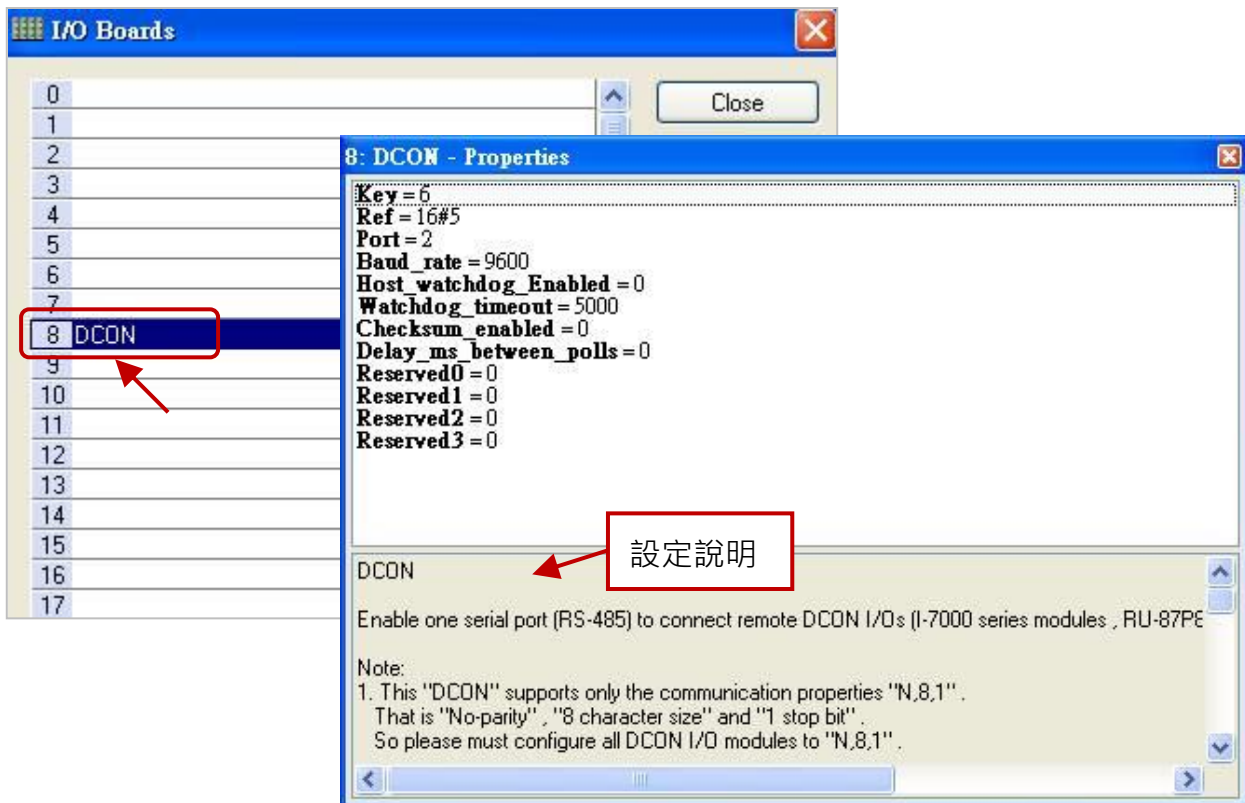 I/O Boards
Close
0
1
2
3
4
5
6
7
8 DCON
9
10
11
12
13
14
15
16
17
8: DCON - Properties
Key = 6
Ref = 16#5
Port = 2
Baud_rate = 9600
Host_watchdog_Enabled = 0
Watchdog_timeout = 5000
Checksum_enabled = 0
Delay_ms_between_polls = 0
Reserved0 = 0
Reserved1 = 0
Reserved2 = 0
Reserved3 = 0
設定說明
DCON
Enable one serial port (RS-485) to connect remote DCON I/Os (I-7000 series modules , RU-87P8
Note:
1. This "DCON" supports only the communication properties "N,8,1" .
That is "No-parity" , "8 character size" and "1 stop bit" .
So please must configure all DCON I/O modules to "N,8,1" .